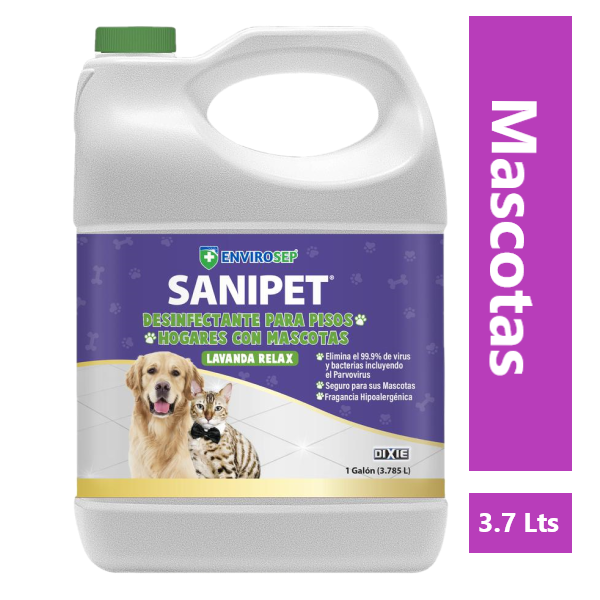 ENVIROSEP®
SANIPET®
DESINFECTANTE PARA PISOS
HOGARES CON MASCOTAS
LAVANDA RELAX
Elimina el 99.9% de virus
y bacterias incluyendo
el Parvovirus
Seguro para sus Mascotas
Fragancia Hipoalergénica
DIXIE
1 Galón (3.785 L)
Mascotas
3.7 Lts